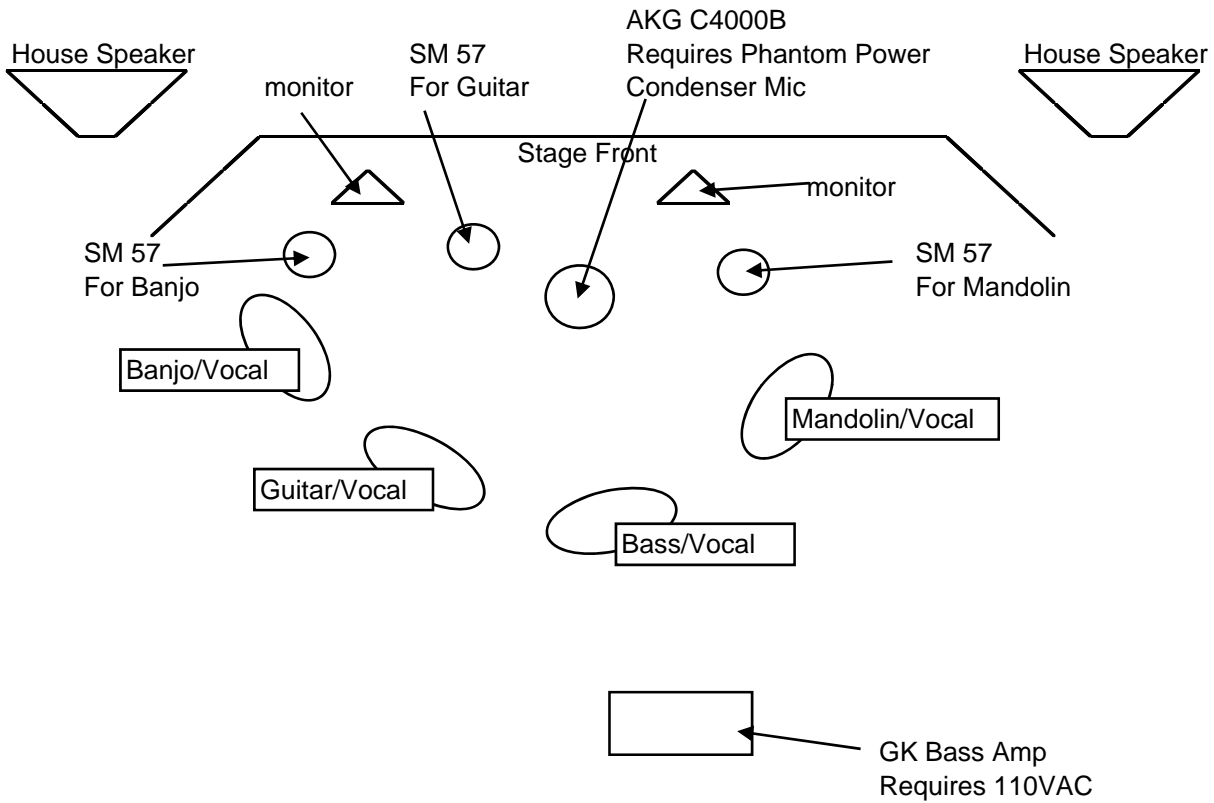 AKG C4000B
Requires Phantom Power
Condenser Mic
House Speaker
SM 57
For Guitar
House Speaker
monitor
Stage Front
monitor
SM 57
For Banjo
SM 57
For Mandolin
Banjo/Vocal
Mandolin/Vocal
Guitar/Vocal
Bass/Vocal
GK Bass Amp
Requires 110VAC